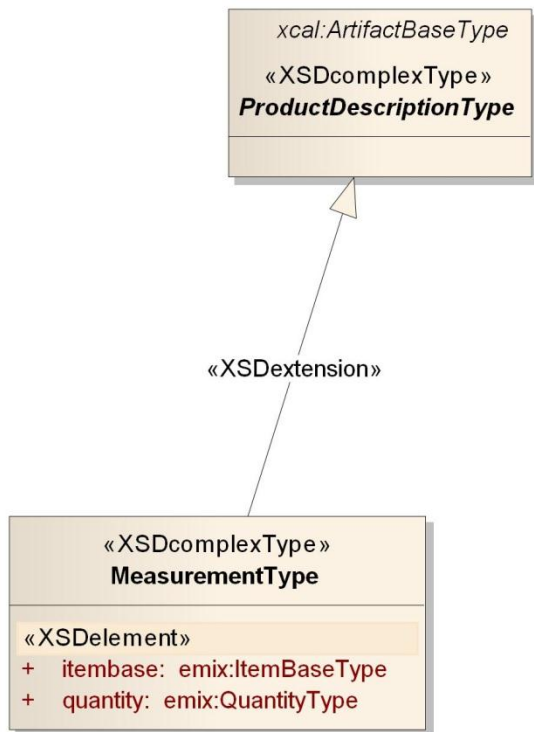 xcal:ArtifactBaseType
«XSDcomplexType»
ProductDescriptionType
«XSDextension»
«XSDcomplexType»
MeasurementType
«XSDelement»
+ itembase: emix:ItemBaseType
+ quantity: emix:QuantityType